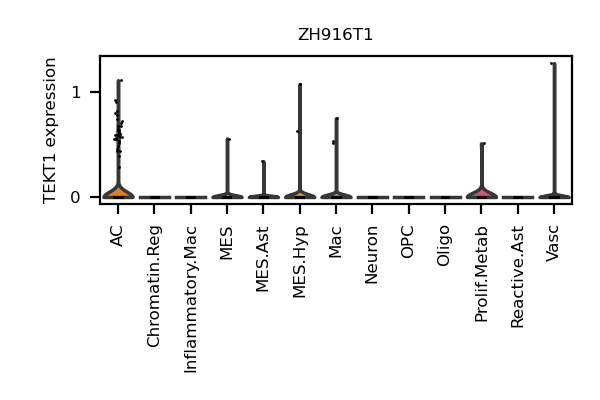 ZH916T1
TEKT1 expression
1
0
AC
Chromatin.Reg
Inflammatory.Mac
MES
MES.Ast
MES.Hyp
Mac
Neuron
OPC
Oligo
Prolif.Metab
Reactive.Ast
Vasc